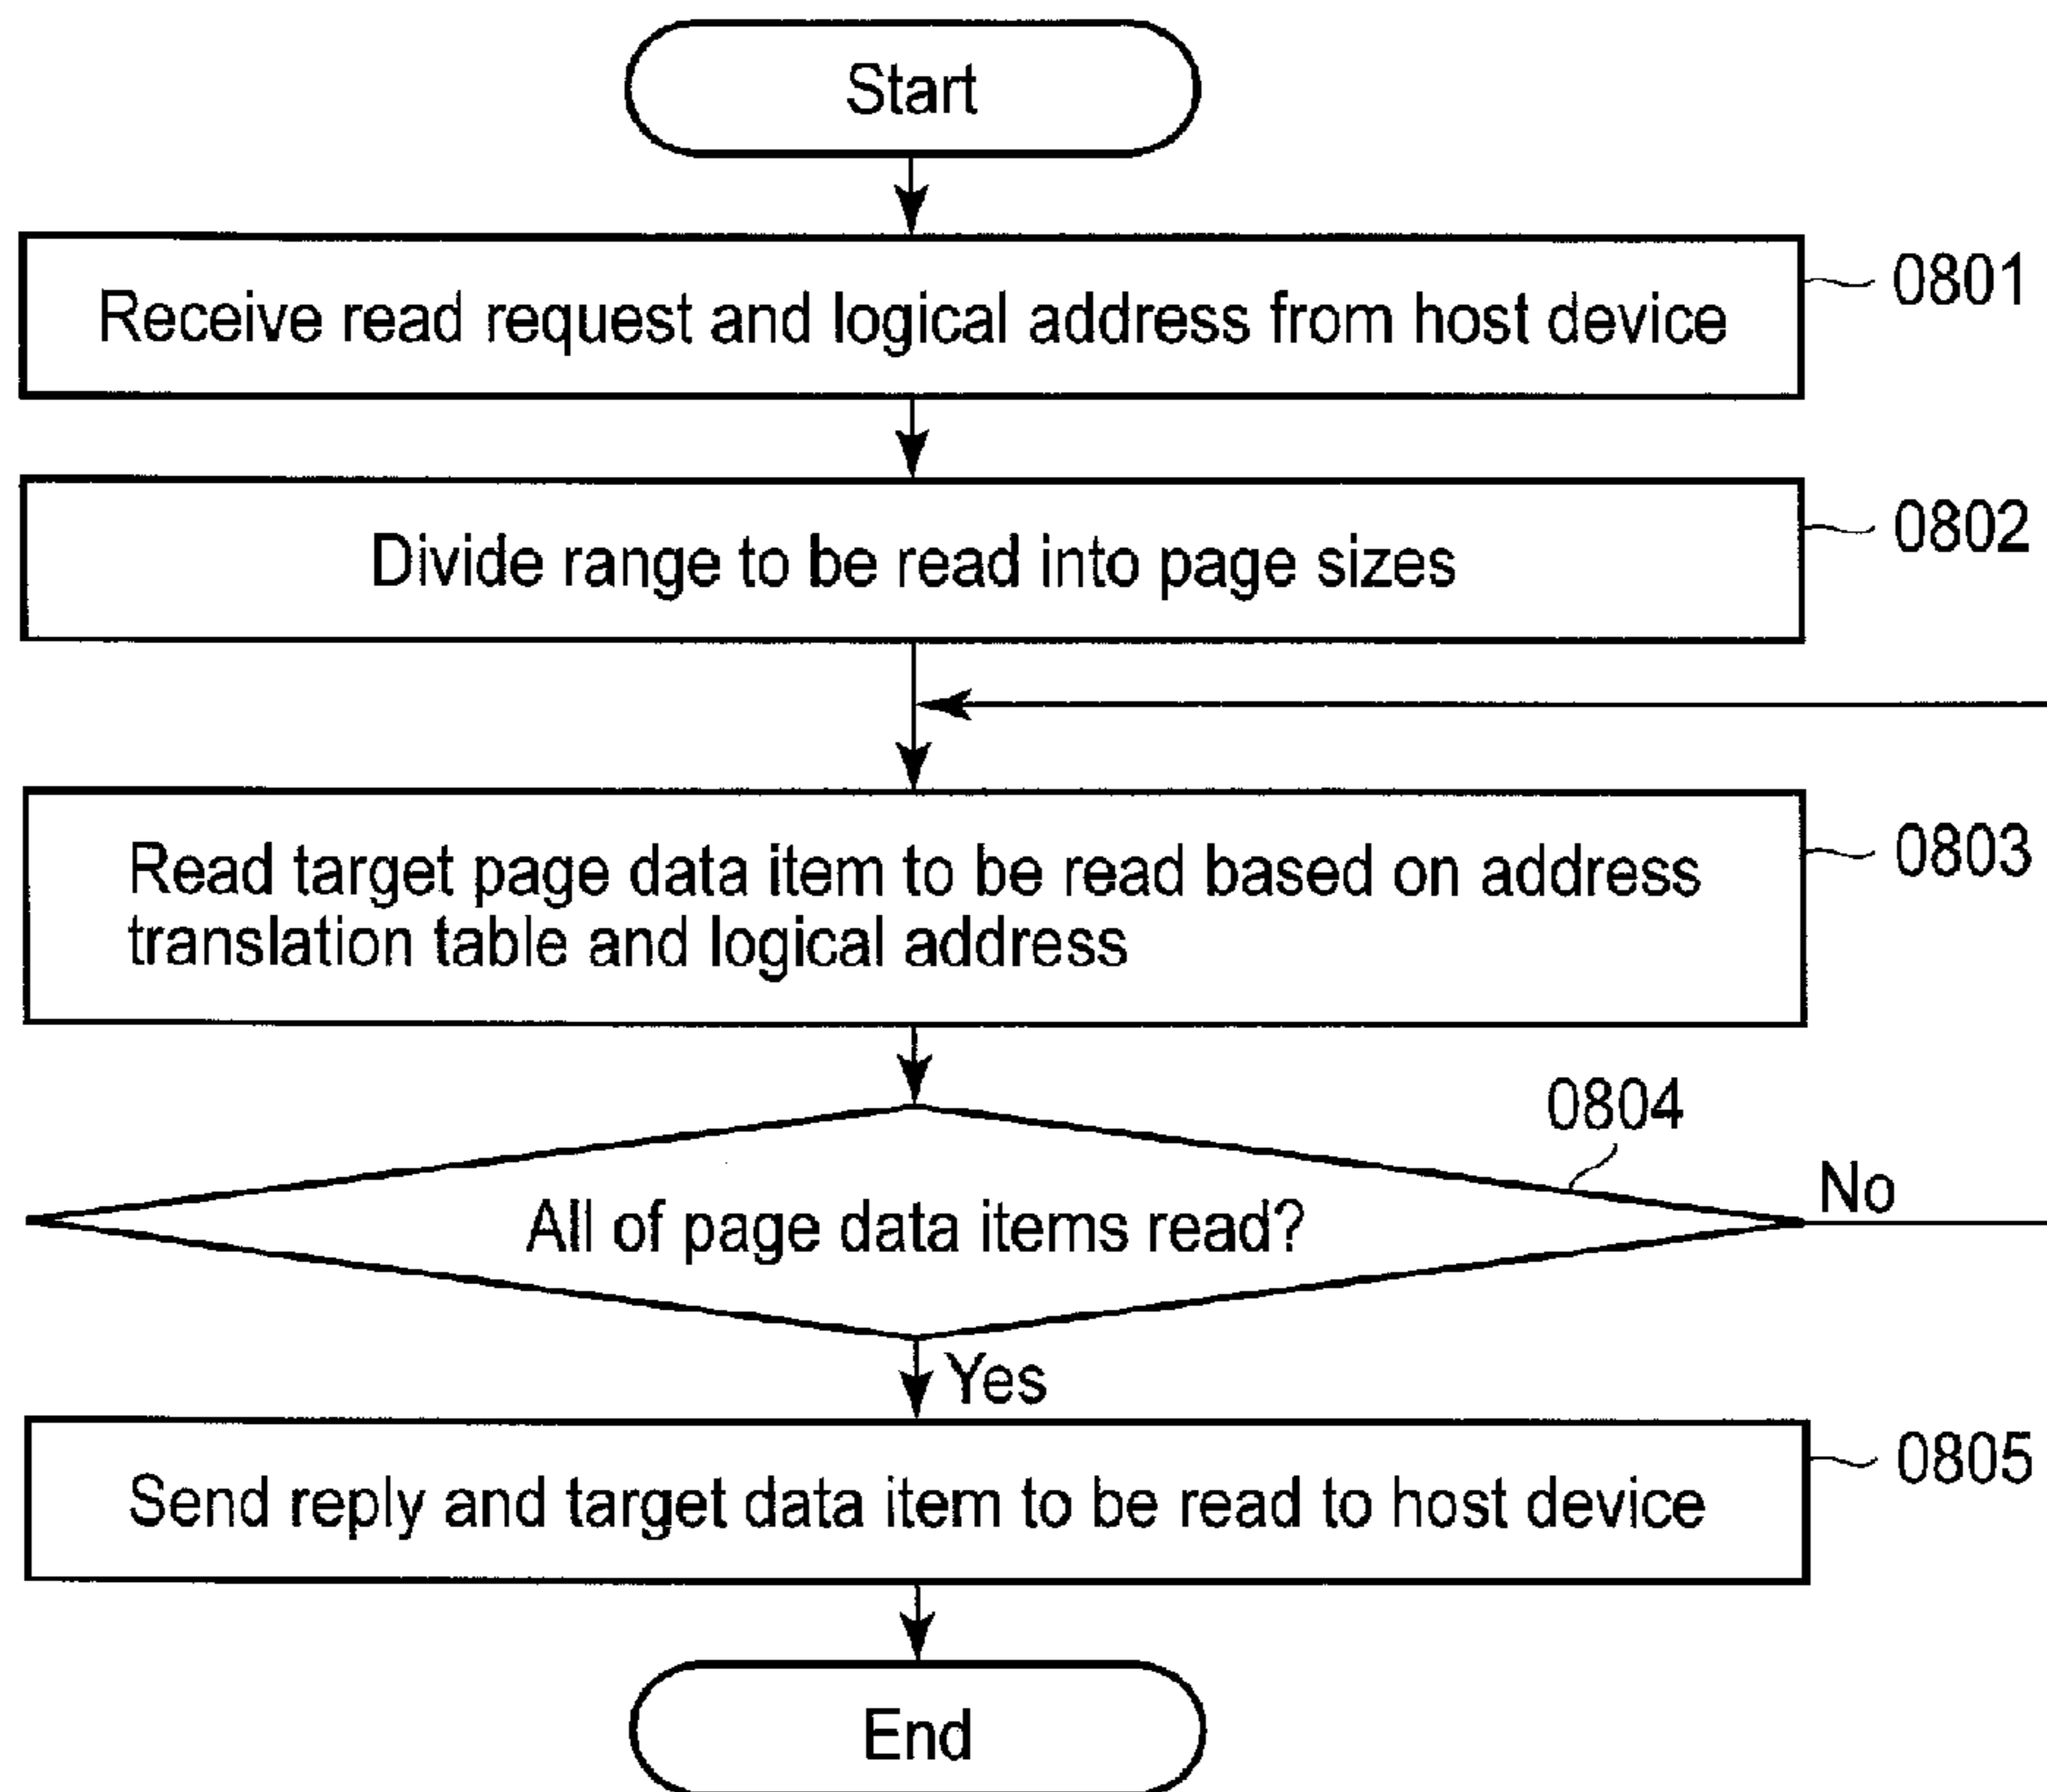 Start
Receive read request and logical address from host device
0801
Divide range to be read into page sizes
0802
Read target page data item to be read based on address
translation table and logical address
0803
0804
All of page data items read?
No
Yes
Send reply and target data item to be read to host device
0805
End